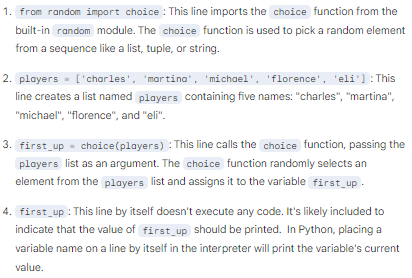 1. from random import choice : This line imports the choice function from the
built-in random module. The choice function is used to pick a random element
from a sequence like a list, tuple, or string.
2. players = ['charles', 'martina', 'michael', 'florence', 'eli'] : This
line creates a list named players containing five names: "charles", "martina",
"michael", "florence", and "eli".
3. first_up = choice(players) : This line calls the choice function, passing the
players list as an argument. The choice function randomly selects an
element from the players list and assigns it to the variable first_up .
4. first_up : This line by itself doesn't execute any code. It's likely included to
indicate that the value of first_up should be printed. In Python, placing a
variable name on a line by itself in the interpreter will print the variable's current
value.